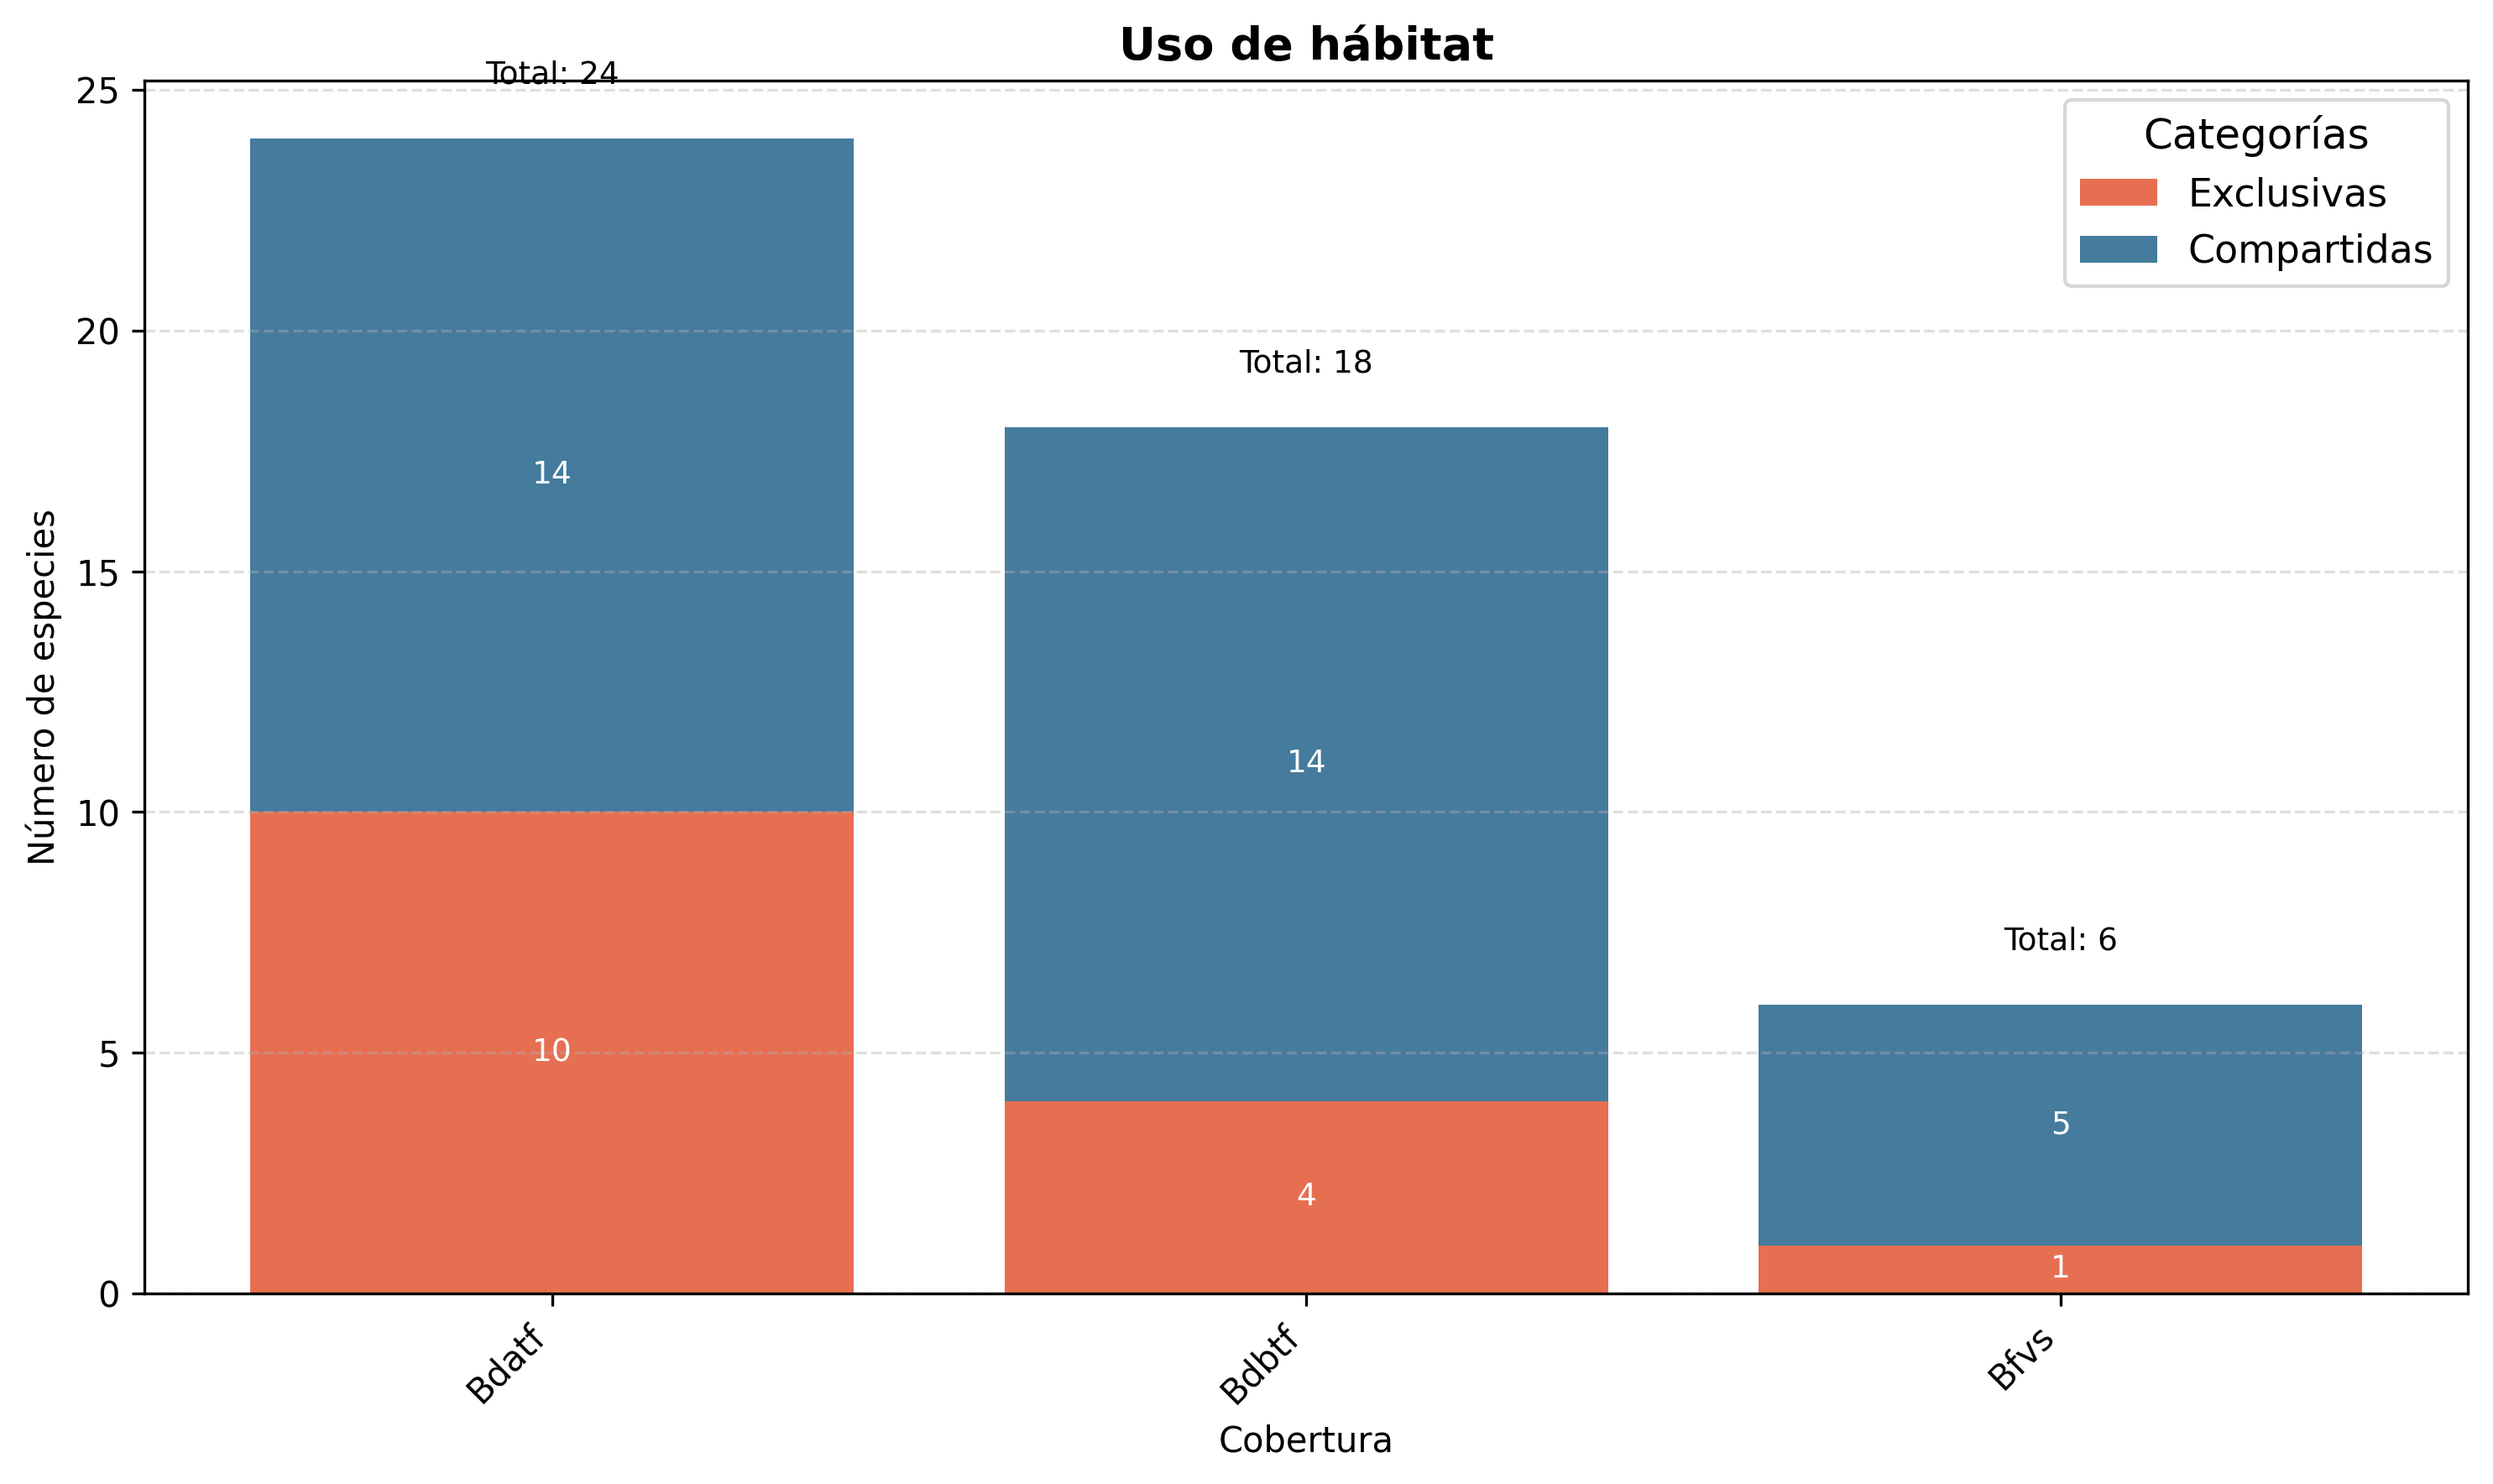 Uso de hábitat
Total: 24
25
Categorías
Exclusivas
Compartidas
20
Total: 18
14
15
Número de especies
14
10
Total: 6
5
10
5
4
1
0
Bdatf
Bdbtf
Bfvs
Cobertura